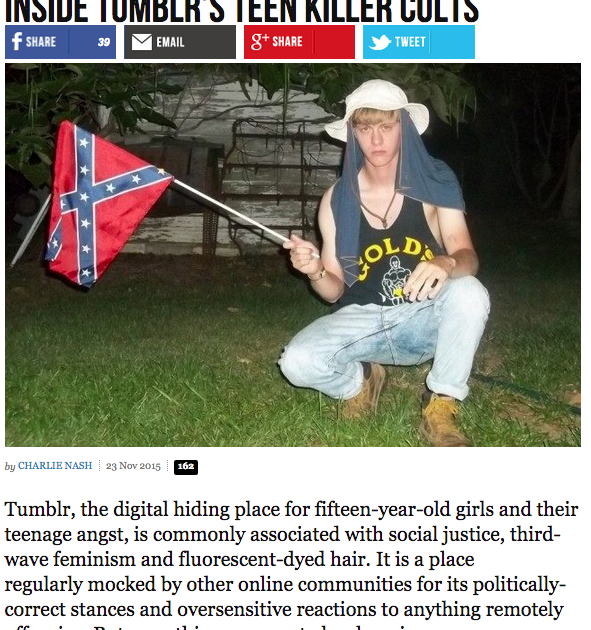 INSIDE TUMBLR'S TEEN KILLER CULTS
SHARE 39 EMAIL g+ SHARE TWEET
GOLD'S
by CHARLIE NASH 23 Nov 2015 162
Tumblr, the digital hiding place for fifteen-year-old girls and their
teenage angst, is commonly associated with social justice, third-
wave feminism and fluorescent-dyed hair. It is a place
regularly mocked by other online communities for its politically-
correct stances and oversensitive reactions to anything remotely